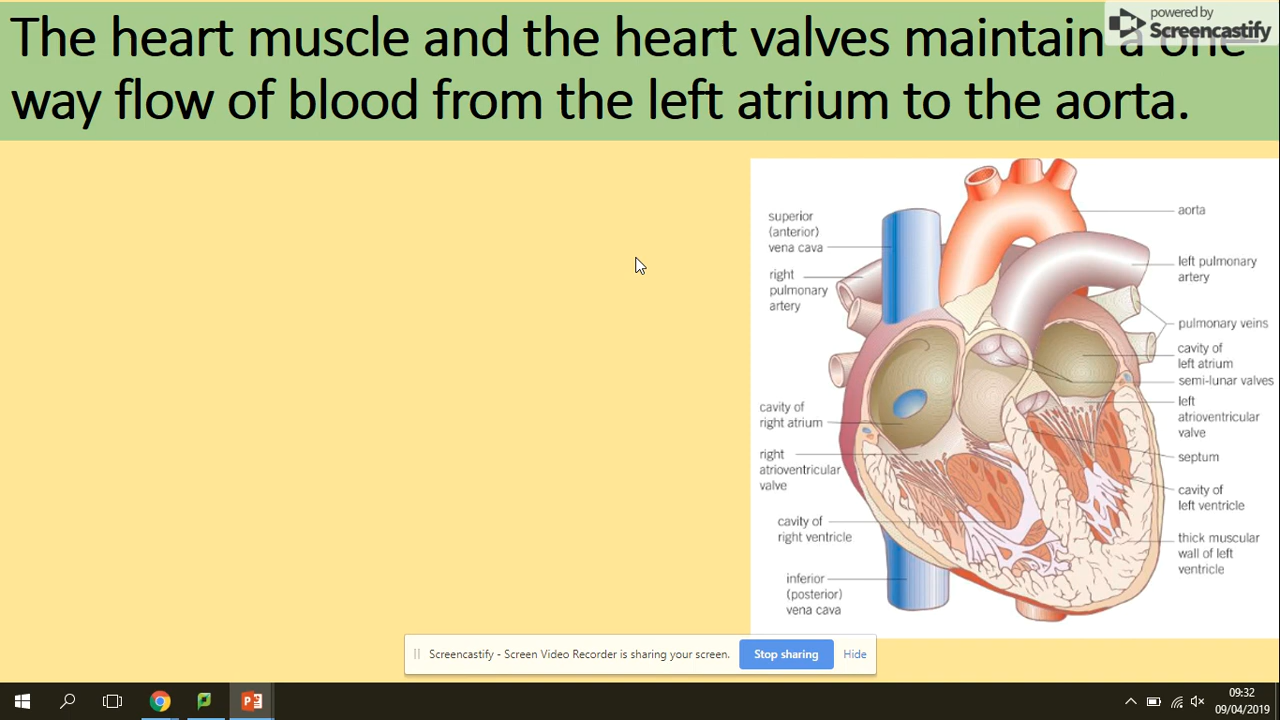 The heart muscle and the heart valves maintain a one
way flow of blood from the left atrium to the aorta.
powered by
Screencastify
superior
(anterior)
vena cava
right
pulmonary
artery
cavity of
right atrium
right
atrioventricular
valve
cavity of
right ventricle
inferior
(posterior)
vena cava
aorta
left pulmonary
artery
pulmonary veins
cavity of
left atrium
semi-lunar valves
left
atrioventricular
valve
septum
cavity of
left ventricle
thick muscular
wall of left
ventricle
Screencastify - Screen Video Recorder is sharing your screen. Stop sharing Hide
09:32
09/04/2019